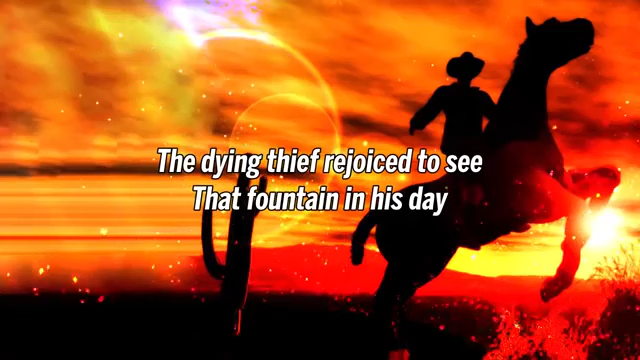 The dying thief rejoiced to see
That fountain in his day